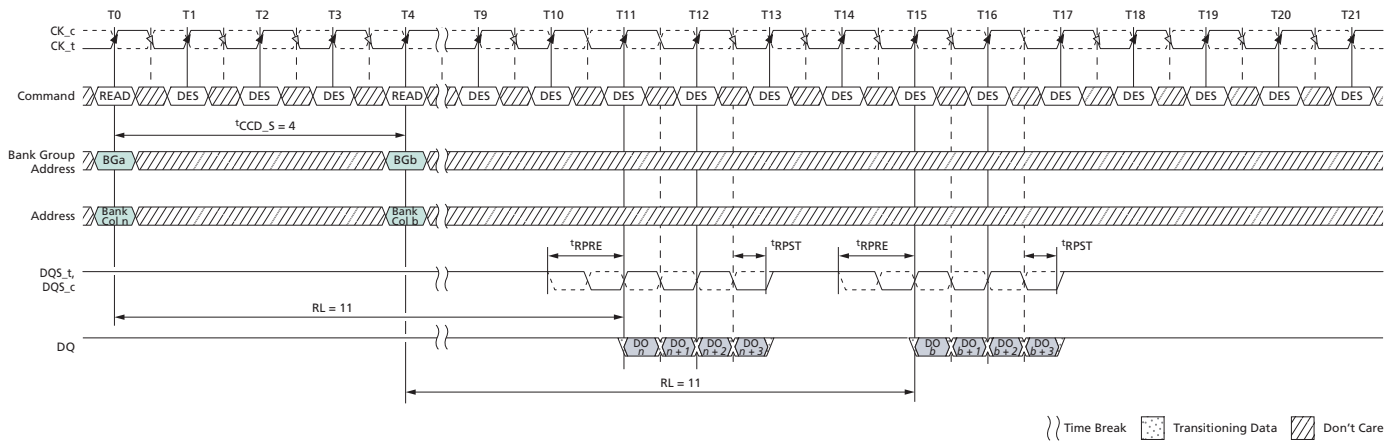 T0 T1 T2 T3 T4 T9 T10 T11 T12 T13 T14 T15 T16 T17 T18 T19 T20 T21
CK_c
CK_t
Command READ DES DES DES READ DES DES DES DES DES DES DES DES DES DES DES DES DES
tCCD_S = 4
Bank Group
Address
BGa BGb
Address
Bank
Col n
Bank
Col b
tRPRE tRPST tRPRE tRPST
DQS_t,
DQS_c
RL = 11
DQ
DO
n
DO
n + 1
DO
n + 2
DO
n + 3
DO
b
DO
b + 1
DO
b + 2
DO
b + 3
RL = 11
Time Break Transitioning Data Don't Care